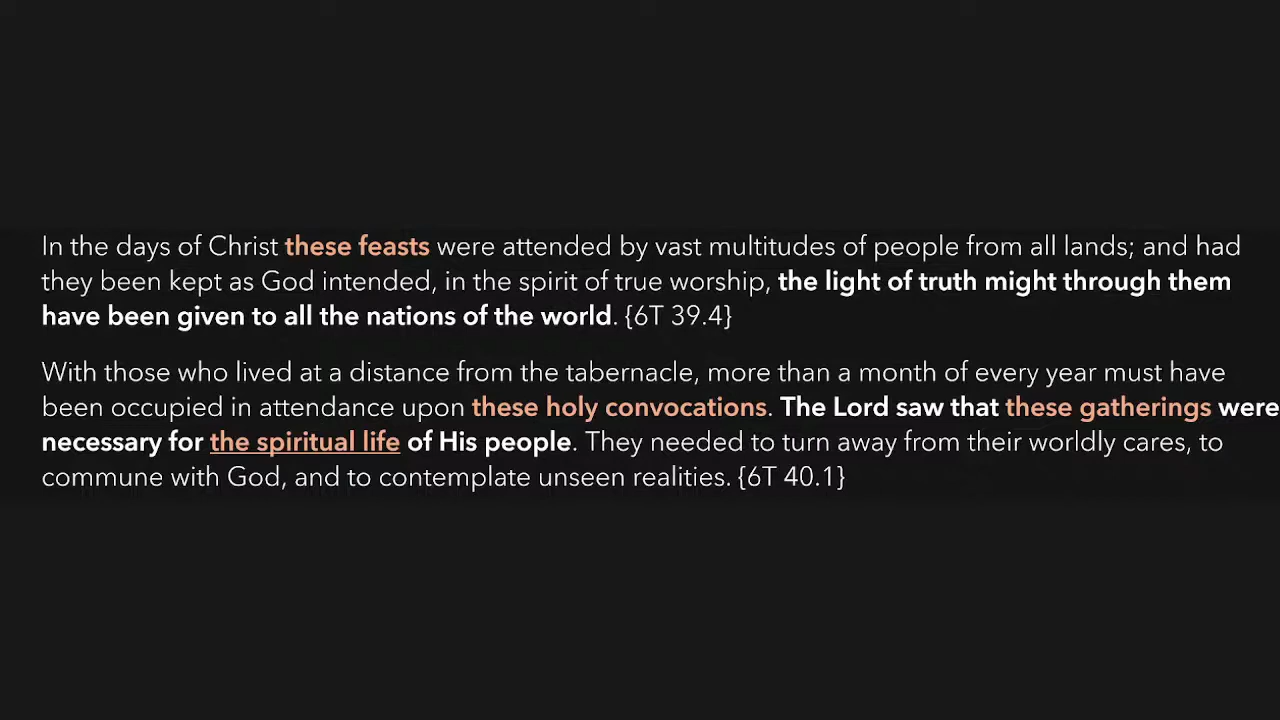 In the days of Christ these feasts were attended by vast multitudes of people from all lands; and had
they been kept as God intended, in the spirit of true worship, the light of truth might through them
have been given to all the nations of the world. {6T 39.4}
With those who lived at a distance from the tabernacle, more than a month of every year must have
been occupied in attendance upon these holy convocations. The Lord saw that these gatherings were
necessary for the spiritual life of His people. They needed to turn away from their worldly cares, to
commune with God, and to contemplate unseen realities. {6T 40.1}